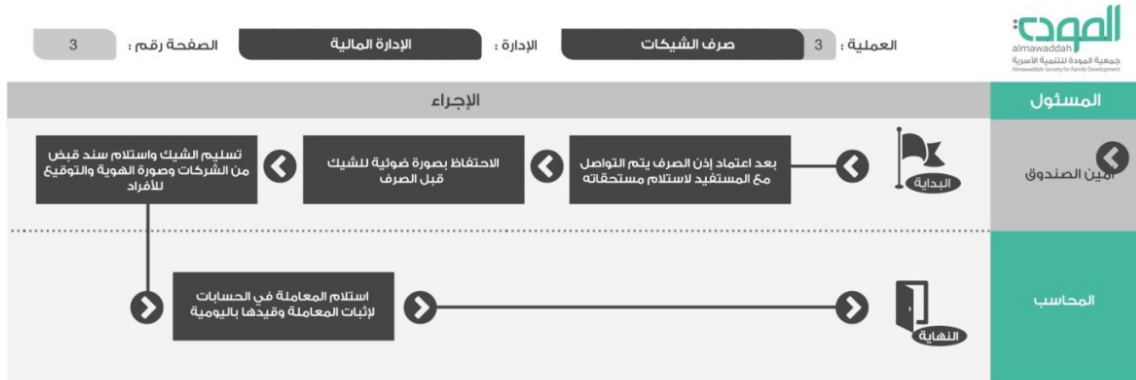 المودة:
almawaddah
جمعية المودة للتنمية الأسرية
Almawaddah Society for Family Development
العملية : 3 صرف الشيكات
الإدارة : الإدارة المالية
الصفحة رقم : 3
المسئول
الإجراء
أمين الصندوق
البداية
بعد اعتماد إذن الصرف يتم التواصل
مع المستفيد لاستلام مستحقاته
الاحتفاظ بصورة ضوئية للشيك
قبل الصرف
تسليم الشيك واستلام سند قبض
من الشركات وصورة الهوية والتوقيع
للأفراد
المحاسب
استلام المعاملة في الحسابات
لإثبات المعاملة وقيدها باليومية
النهاية